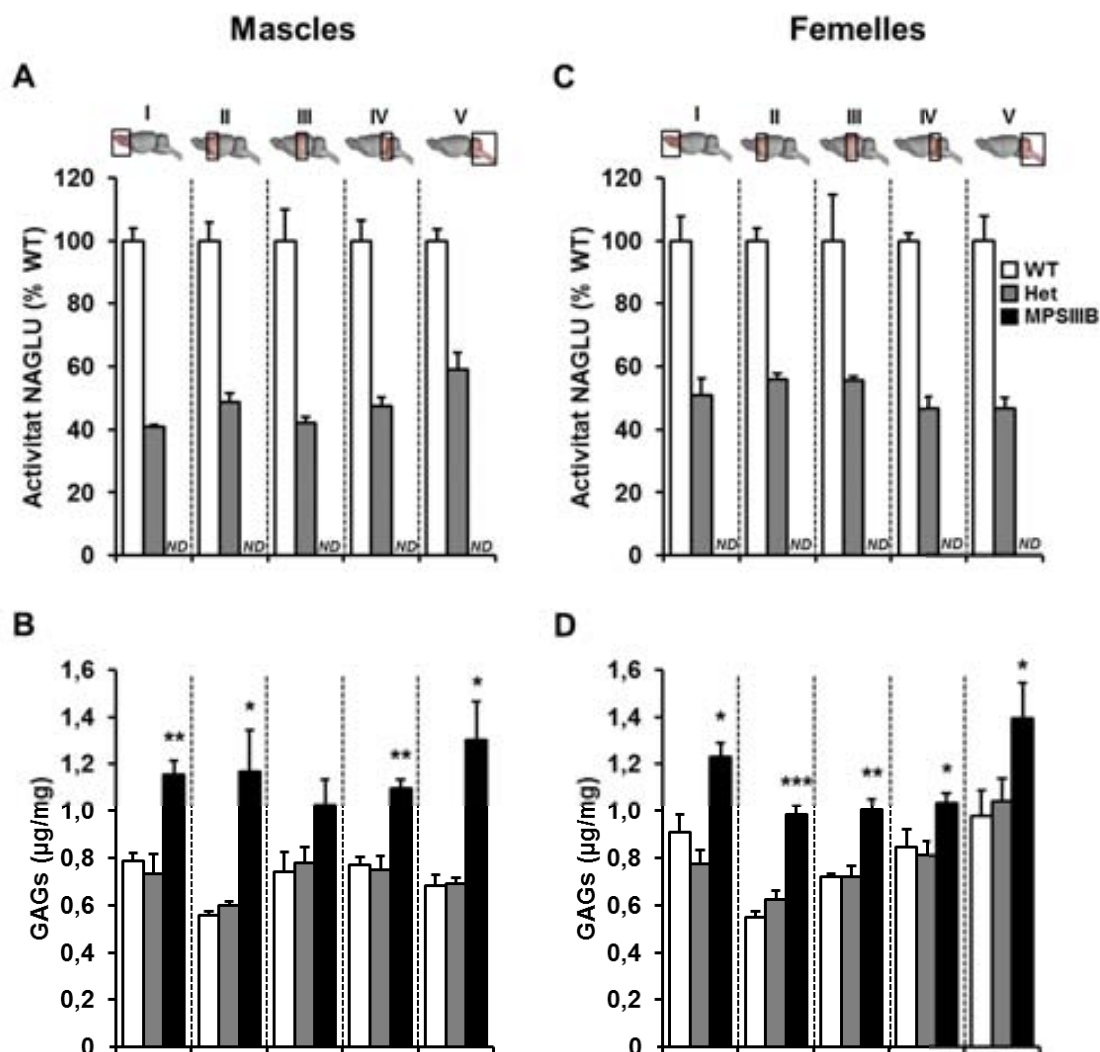 Mascles
Femelles
A
I II III IV V
Activitat NAGLU (% WT)
120
100
80
60
40
20
0
ND ND ND ND ND
C
I II III IV V
Activitat NAGLU (% WT)
120
100
80
60
40
20
0
ND ND ND ND ND
WT
Het
MPSIIIB
B
GAGs (µg/mg)
1,6
1,4
1,2
1,0
0,8
0,6
0,4
0,2
0
** * ** *
D
GAGs (µg/mg)
1,6
1,4
1,2
1,0
0,8
0,6
0,4
0,2
0
* *** ** * *